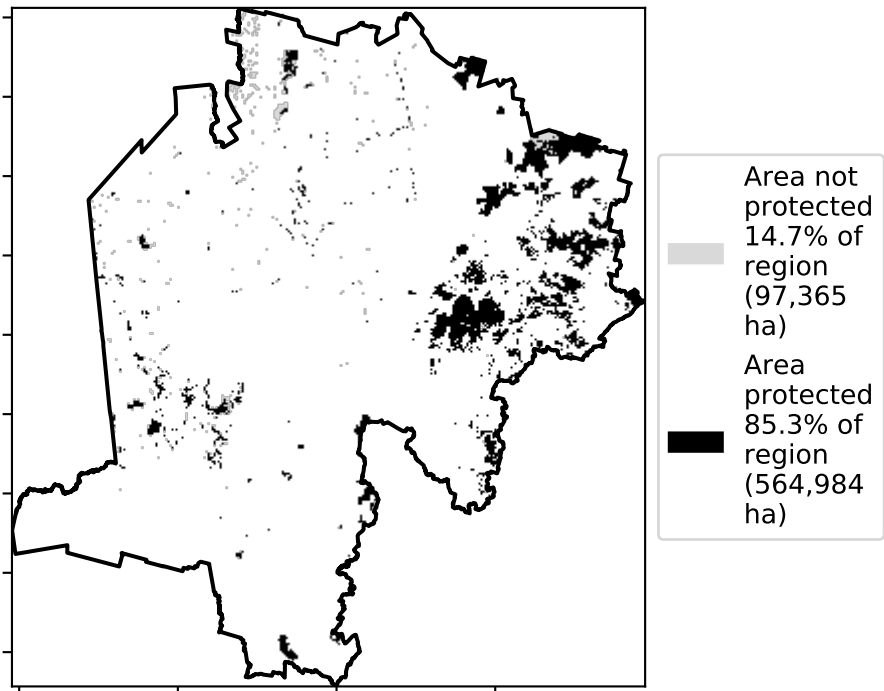 Area not
protected
14.7% of
region
(97,365
ha)
Area
protected
85.3% of
region
(564,984
ha)